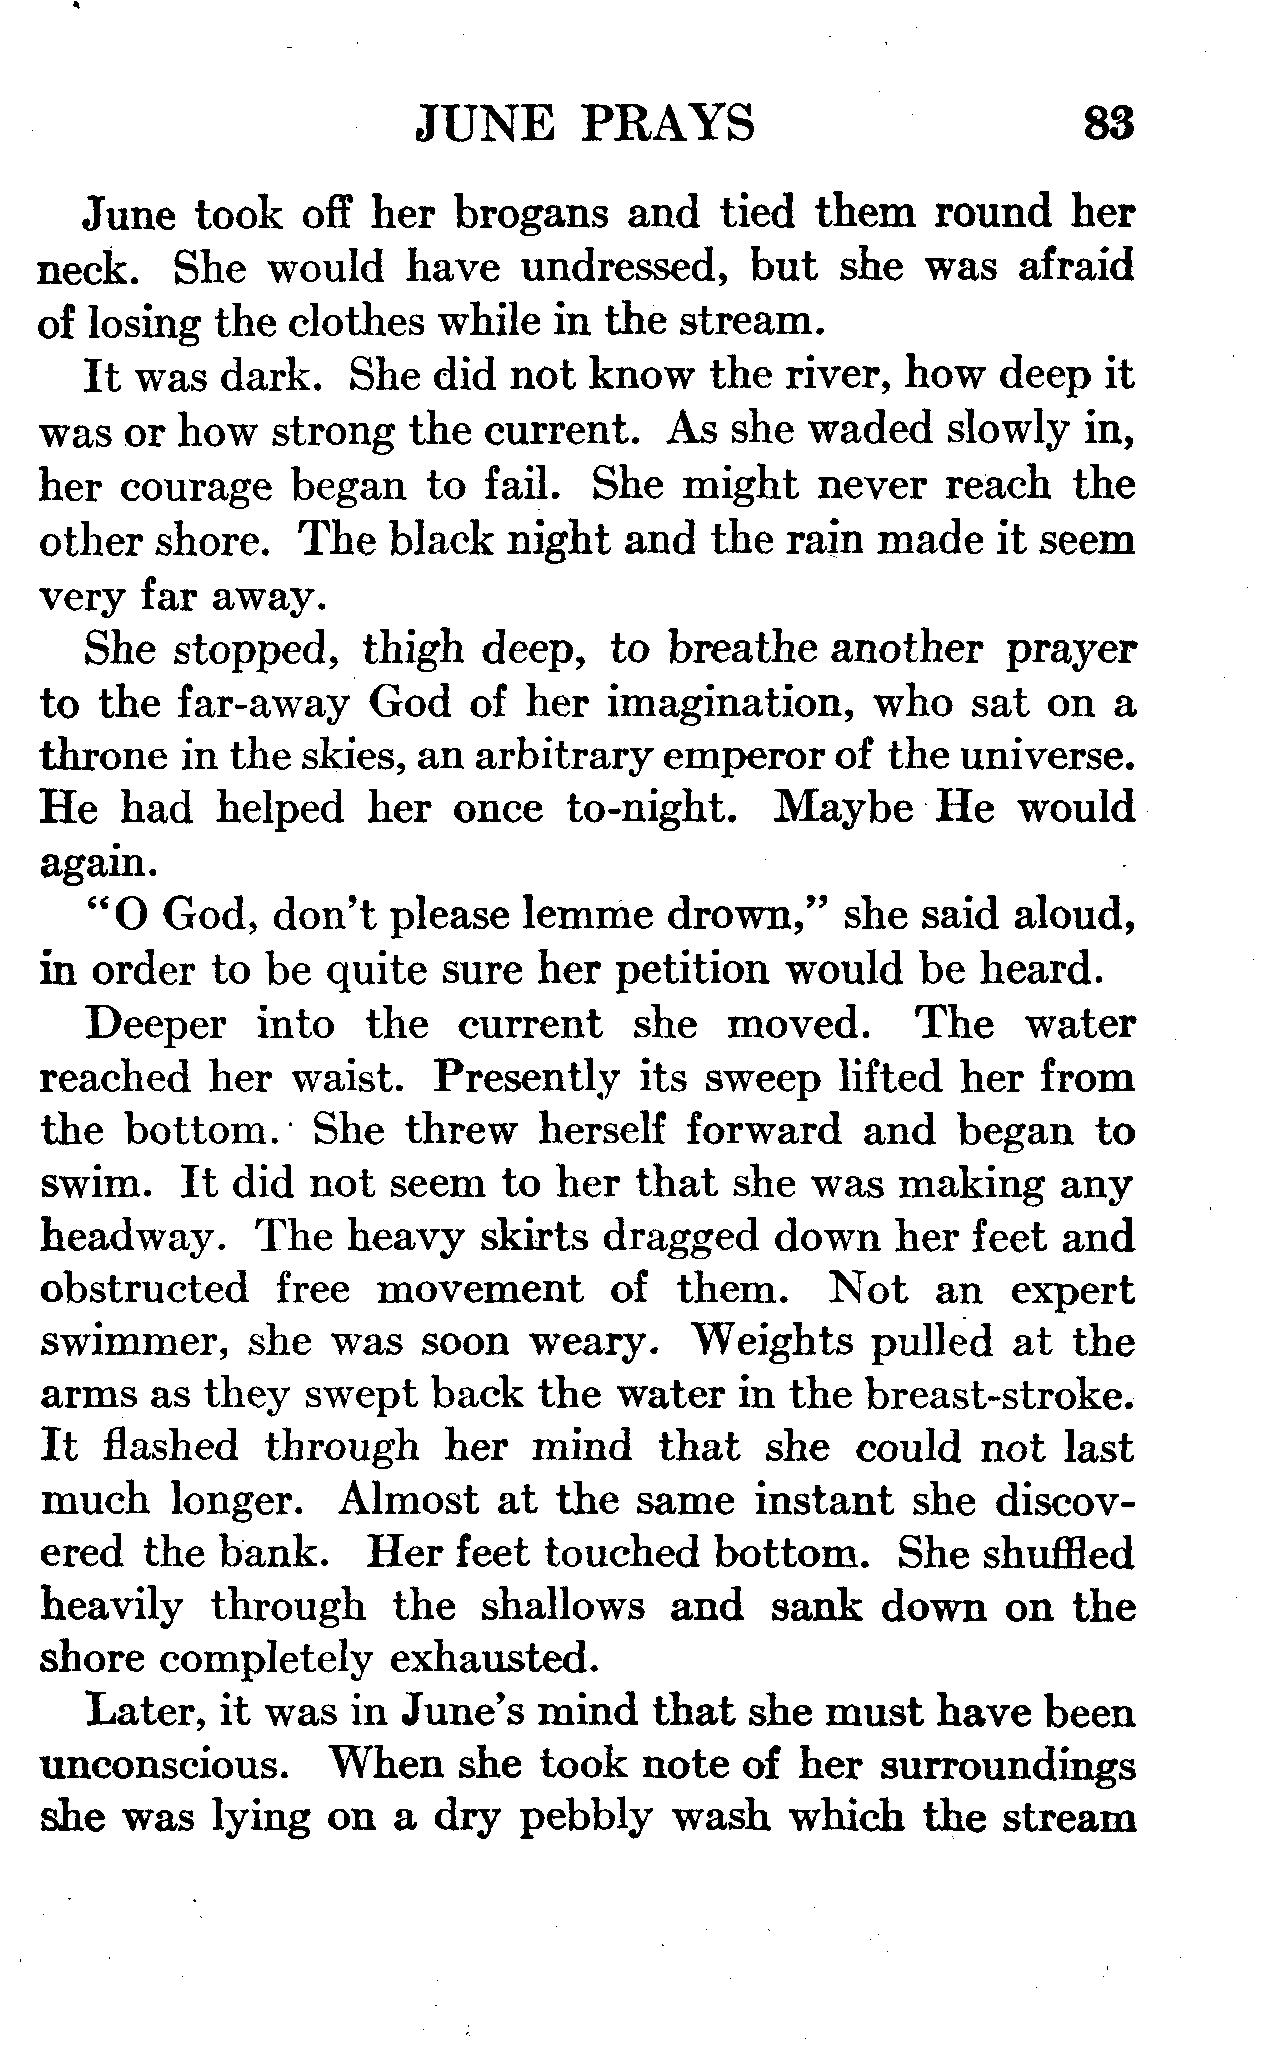 JUNE PRAYS 83
June took off her brogans and tied them round her
neck. She would have undressed, but she was afraid
of losing the clothes while in the stream.
It was dark. She did not know the river, how deep it
was or how strong the current. As she waded slowly in,
her courage began to fail. She might never reach the
other shore. The black night and the rain made it seem
very far away.
She stopped, thigh deep, to breathe another prayer
to the far-away God of her imagination, who sat on a
throne in the skies, an arbitrary emperor of the universe.
He had helped her once to-night. Maybe He would
again.
“O God, don’t please lemme drown,” she said aloud,
in order to be quite sure her petition would be heard.
Deeper into the current she moved. The water
reached her waist. Presently its sweep lifted her from
the bottom. She threw herself forward and began to
swim. It did not seem to her that she was making any
headway. The heavy skirts dragged down her feet and
obstructed free movement of them. Not an expert
swimmer, she was soon weary. Weights pulled at the
arms as they swept back the water in the breast-stroke.
It flashed through her mind that she could not last
much longer. Almost at the same instant she discov-
ered the bank. Her feet touched bottom. She shuffled
heavily through the shallows and sank down on the
shore completely exhausted.
Later, it was in June’s mind that she must have been
unconscious. When she took note of her surroundings
she was lying on a dry pebbly wash which the stream